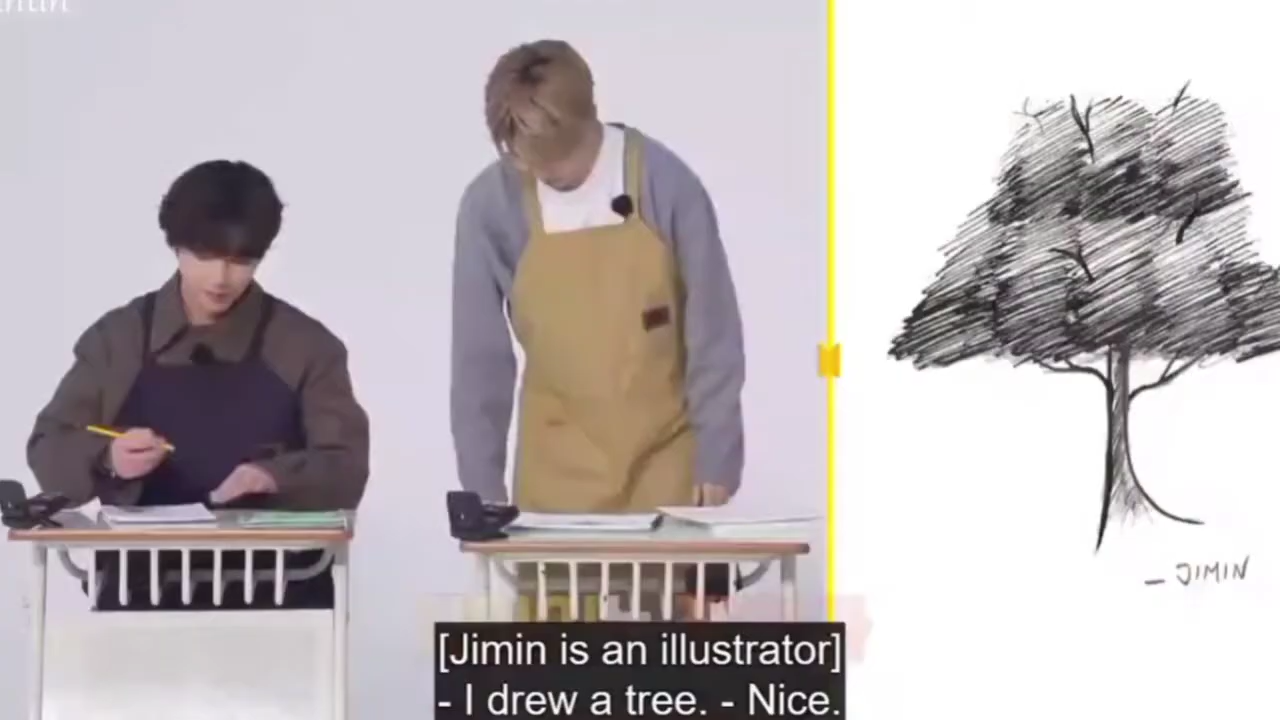 - JIMIN
[Jimin is an illustrator]
- I drew a tree. - Nice.